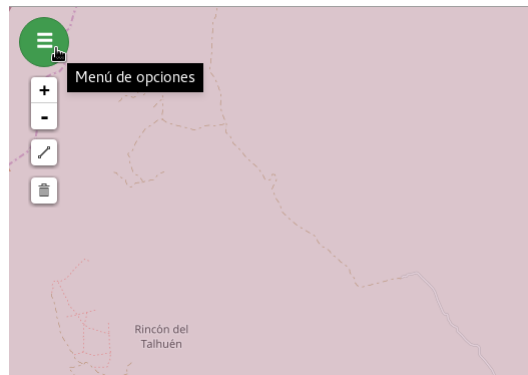 Menú de opciones
+
-
Rincón del
Talhuén